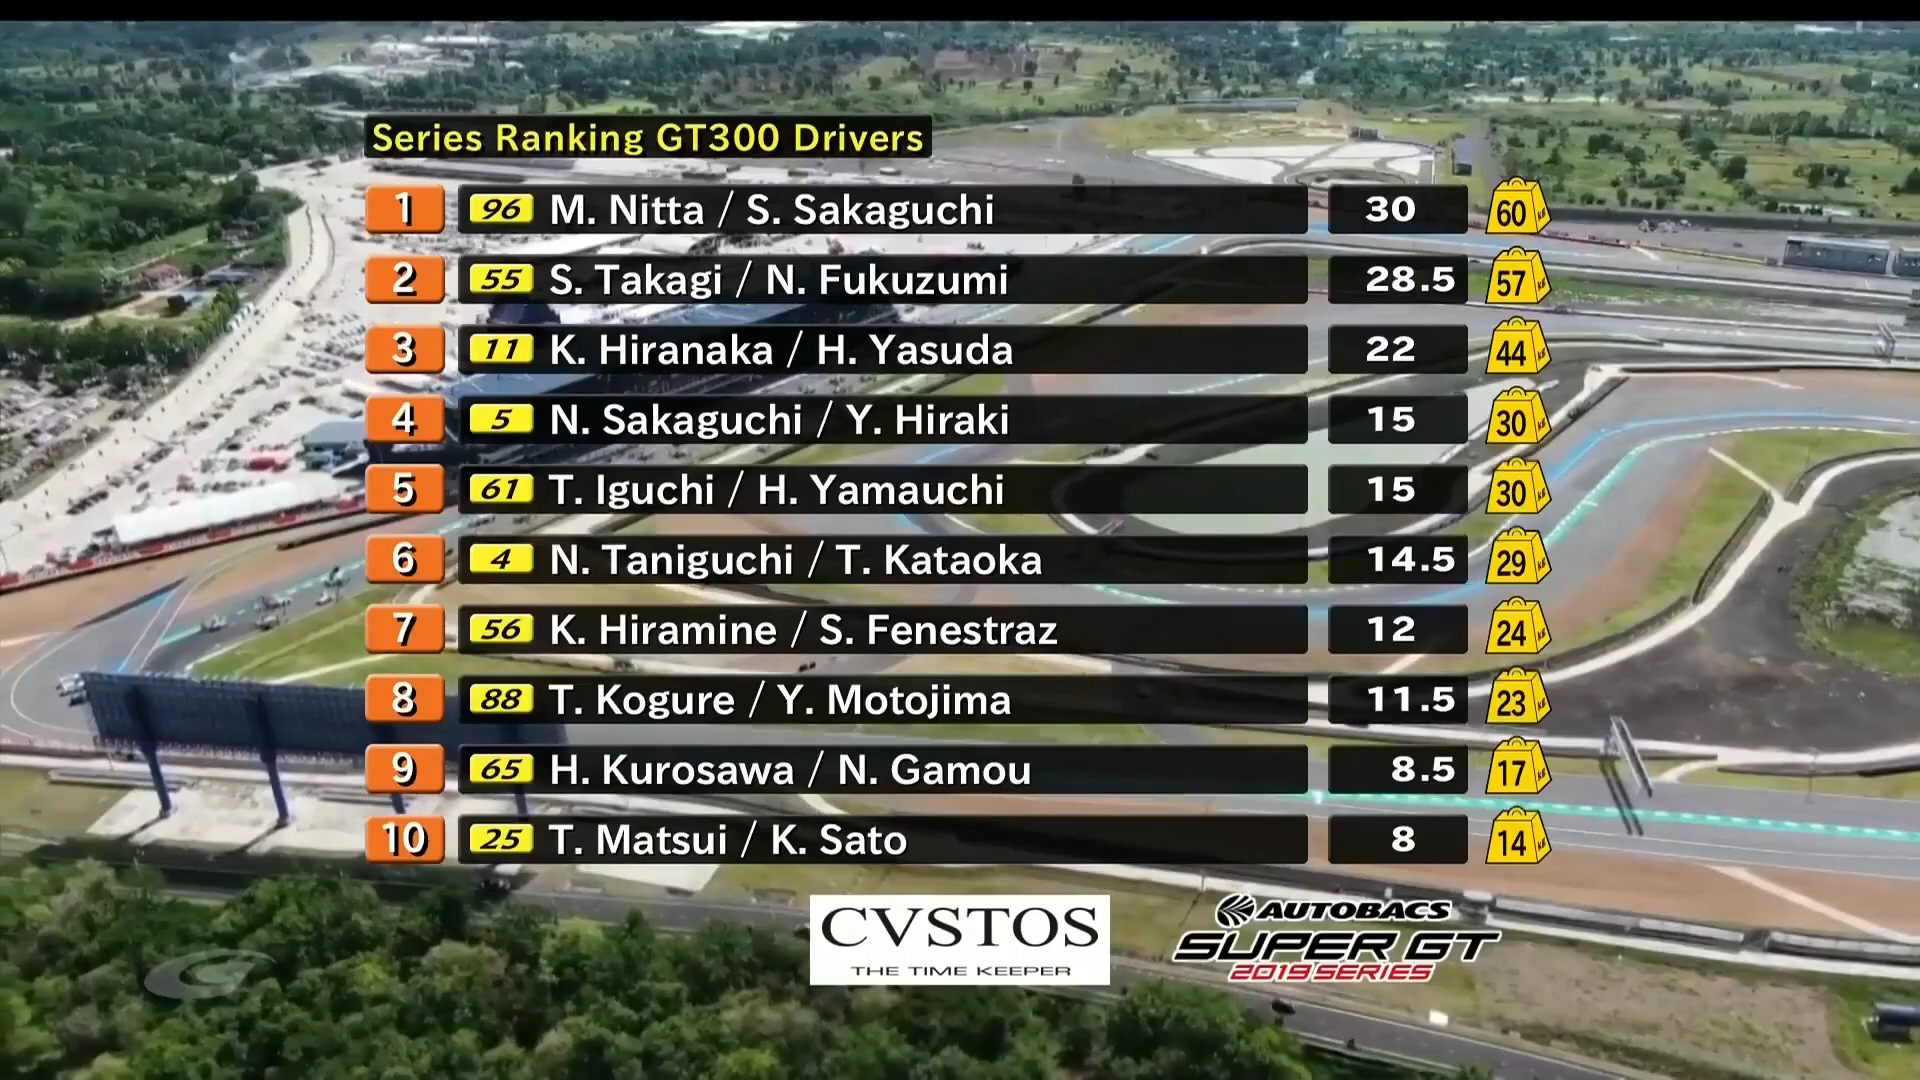 Series Ranking GT300 Drivers
1 96 M. Nitta / S. Sakaguchi 30 60
2 55 S. Takagi / N. Fukuzumi 28.5 57
3 11 K. Hiranaka / H. Yasuda 22 44
4 5 N. Sakaguchi / Y. Hiraki 15 30
5 61 T. Iguchi / H. Yamauchi 15 30
6 4 N. Taniguchi / T. Kataoka 14.5 29
7 56 K. Hiramine / S. Fenestraz 12 24
8 88 T. Kogure / Y. Motojima 11.5 23
9 65 H. Kurosawa / N. Gamou 8.5 17
10 25 T. Matsui / K. Sato 8 14
CVSTOS
THE TIME KEEPER
AUTOBACS
SUPER GT
2019 SERIES